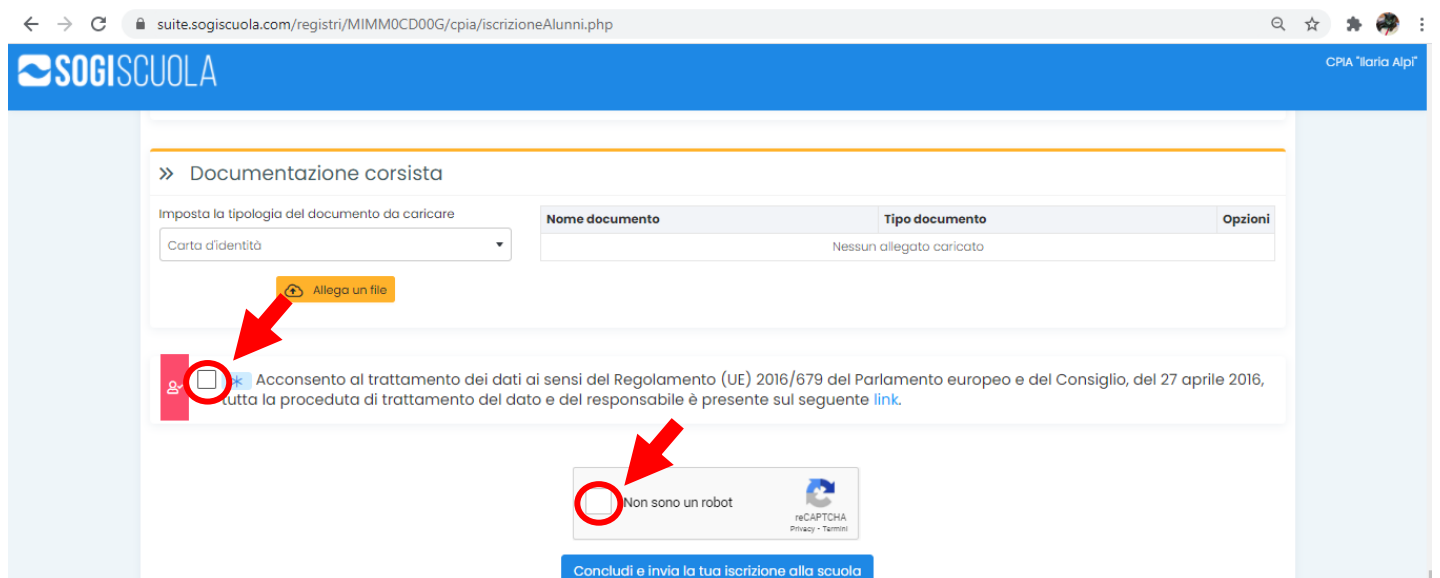 suite.sogiscuola.com/registri/MIMM0CD00G/cpia/iscrizioneAlunni.php
SOGISCUOLA
CPIA "Ilaria Alpi"
» Documentazione corsista
Imposta la tipologia del documento da caricare
Carta d'identità
Nome documento Tipo documento Opzioni
Nessun allegato caricato
Allega un file
* Acconsento al trattamento dei dati ai sensi del Regolamento (UE) 2016/679 del Parlamento europeo e del Consiglio, del 27 aprile 2016,
tutta la proceduta di trattamento del dato e del responsabile è presente sul seguente link.
Non sono un robot
reCAPTCHA
Privacy - Termini
Concludi e invia la tua iscrizione alla scuola